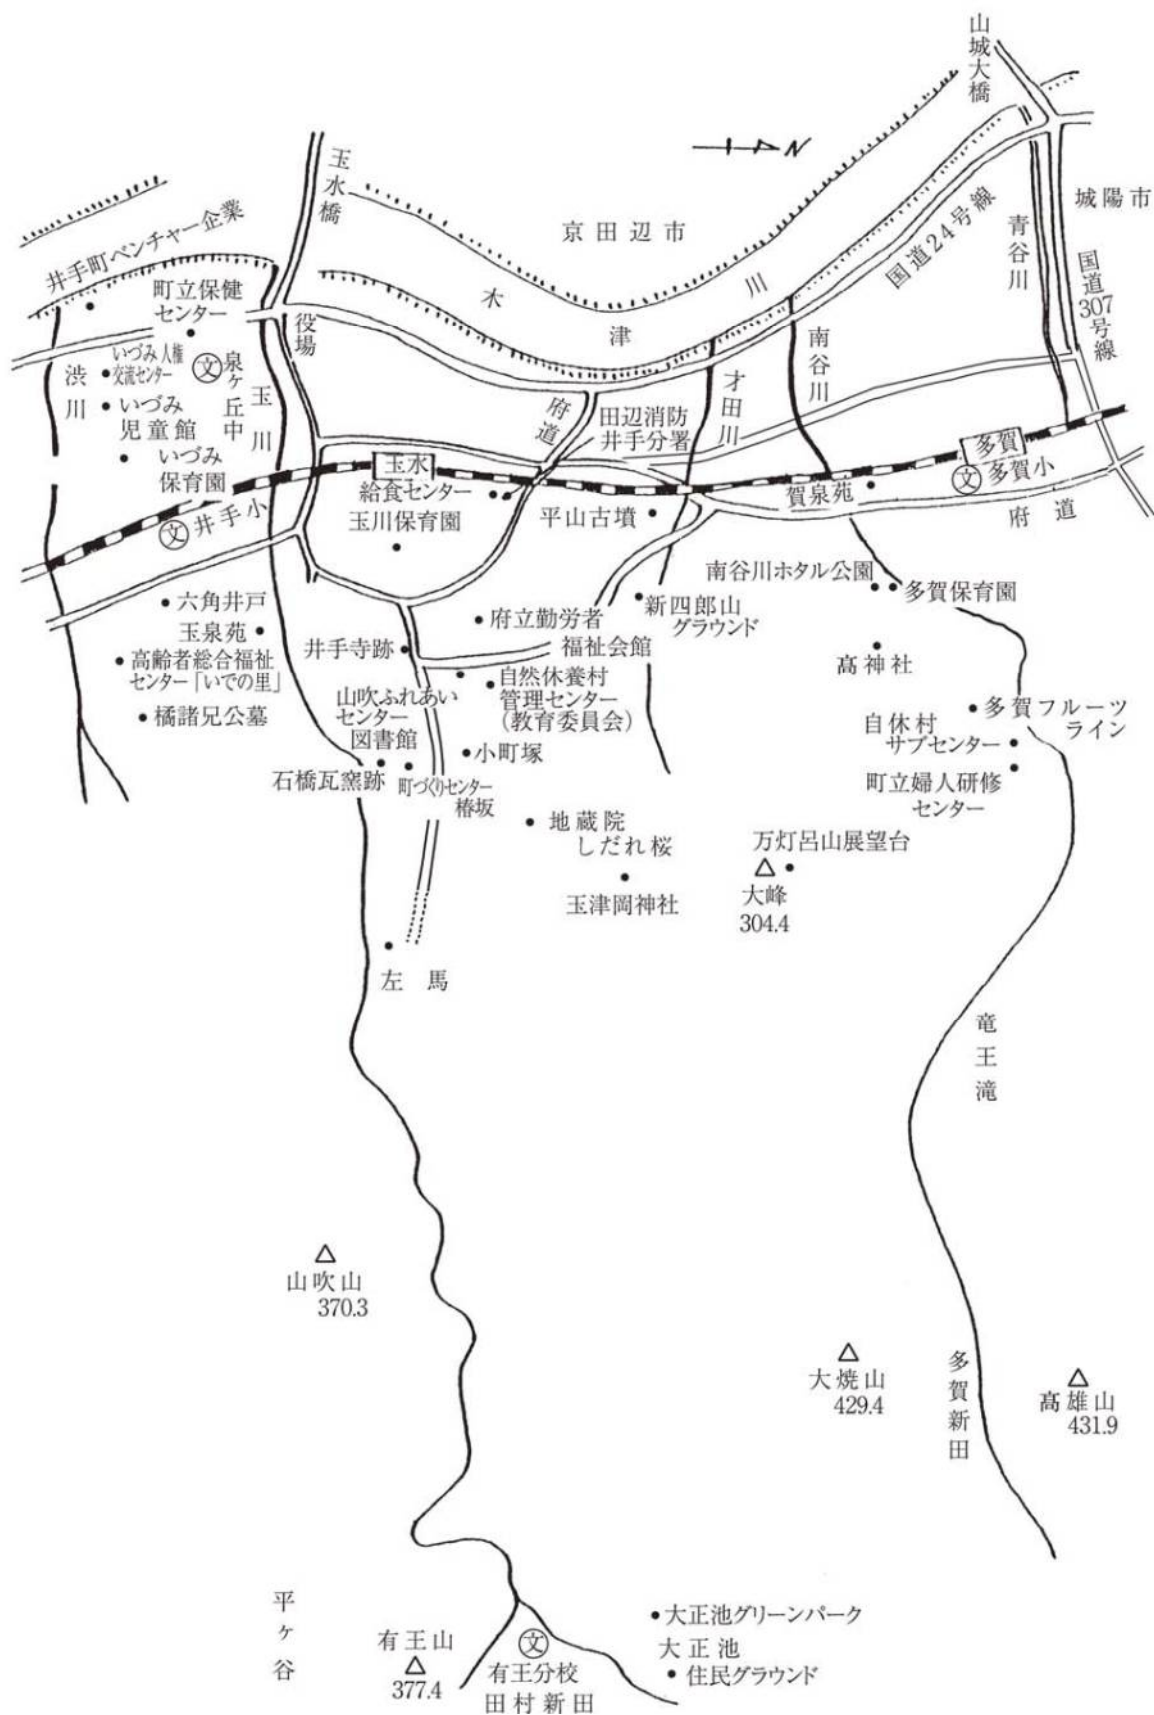 山城大橋
N
玉水橋
京田辺市
城陽市
国道24号線
青谷川
国道
307
号線
井手町ベンチャー企業
町立保健
センター
役場
木津川
南谷川
いづみ人権
交流センター
文
泉ヶ丘中
玉川
渋川
いづみ
児童館
府道
田辺消防
井手分署
才田川
いづみ
保育園
玉水
給食センター
多賀
文
多賀小
賀泉苑
府道
文
井手小
玉川保育園
平山古墳
南谷川ホタル公園
多賀保育園
六角井戸
玉泉苑
府立勤労者
福祉会館
新四郎山
グラウンド
高齢者総合福祉
センター「いでの里」
井手寺跡
髙神社
自然休養村
管理センター
(教育委員会)
橘諸兄公墓
山吹ふれあい
センター
図書館
多賀フルーツ
ライン
自休村
サブセンター
小町塚
石橋瓦窯跡
町づくりセンター
椿坂
町立婦人研修
センター
地蔵院
しだれ桜
万灯呂山展望台
大峰
304.4
玉津岡神社
左馬
竜王滝
山吹山
370.3
大焼山
429.4
多賀新田
髙雄山
431.9
平ヶ谷
有王山
377.4
文
有王分校
田村新田
大正池グリーンパーク
大正池
住民グラウンド